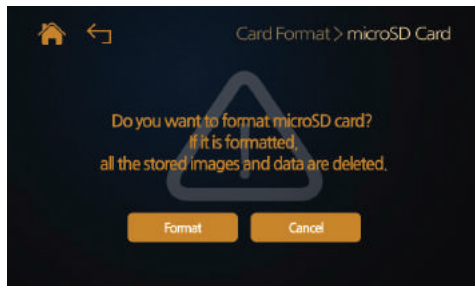 Card Format > microSD Card
Do you want to format microSD card?
If it is formatted,
all the stored images and data are deleted.
Format Cancel